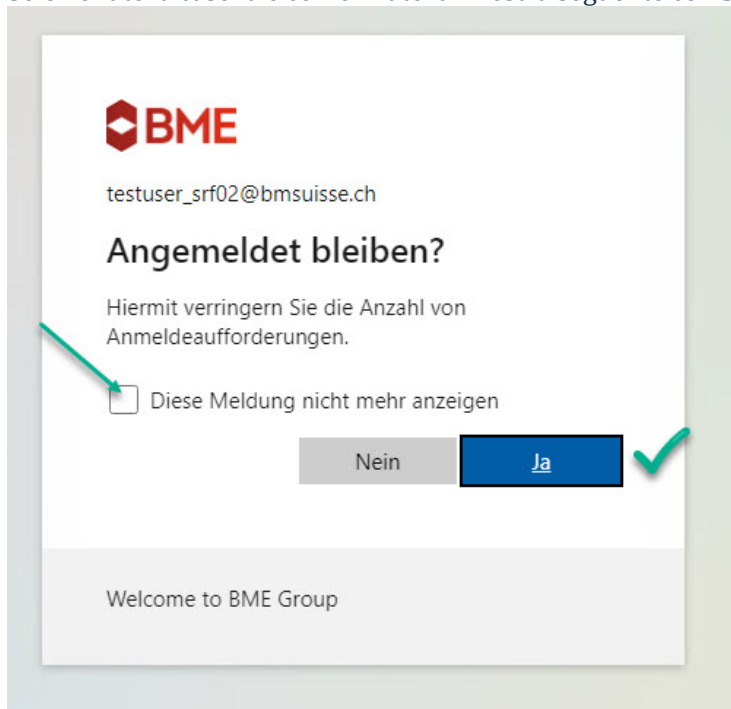 BME
testuser_srf02@bmsuisse.ch
Angemeldet bleiben?
Hiermit verringern Sie die Anzahl von
Anmeldeaufforderungen.
Diese Meldung nicht mehr anzeigen
Nein
Ja
Welcome to BME Group